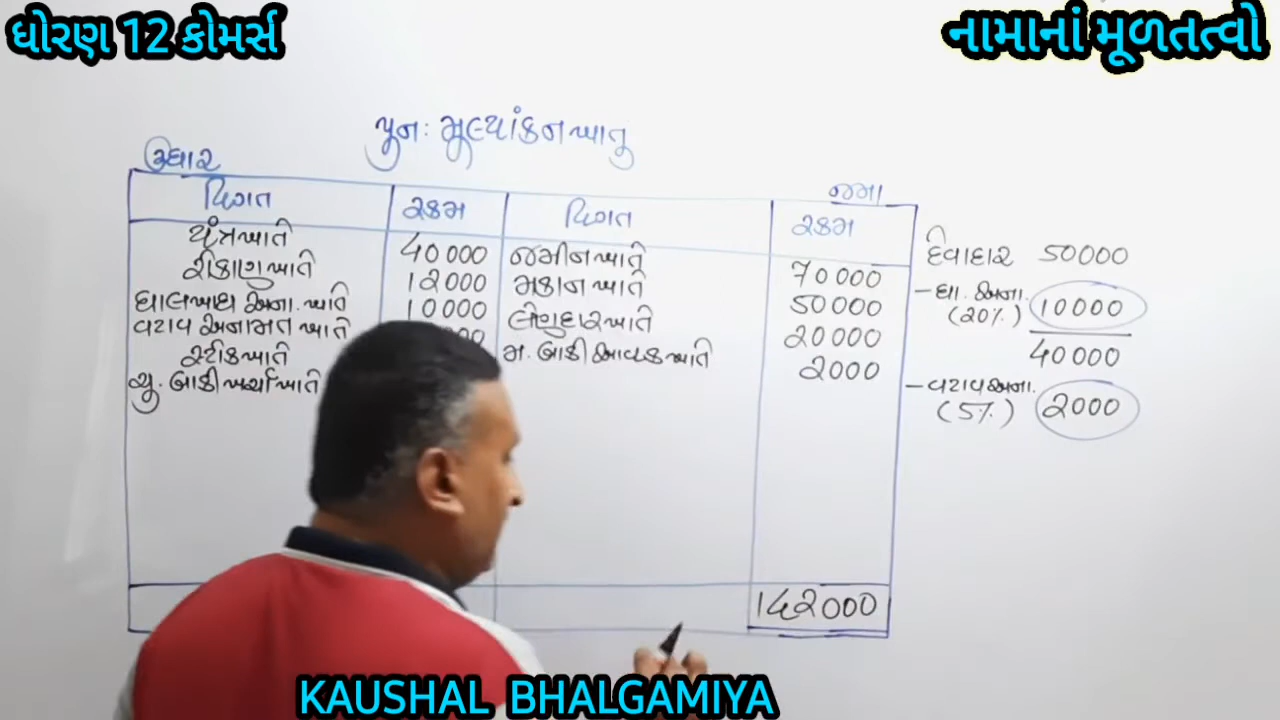 ધોરણ 12 કોમર્સ
નામાનાં મૂળતત્વો
પુનઃ મૂલ્યાંકન ખાતુ
ઉધાર
જમા
વિગત રકમ વિગત રકમ
યંત્ર ખાતે 40000 જમીન ખાતે 70000
રોકાણ ખાતે 12000 મકાન ખાતે 50000
ઘાલખાધ અના. ખાતે 10000 લેણદાર ખાતે 20000
વટાવ અનામત ખાતે મ. બાકી આવક ખાતે 2000
સ્ટોક ખાતે
ચુ. બાકી ખર્ચા ખાતે
142000
દેવાદાર 50000
- ઘા. અના. 10000
(20%)
40000
- વટાવ અના. 2000
(5%)
KAUSHAL BHALGAMIYA